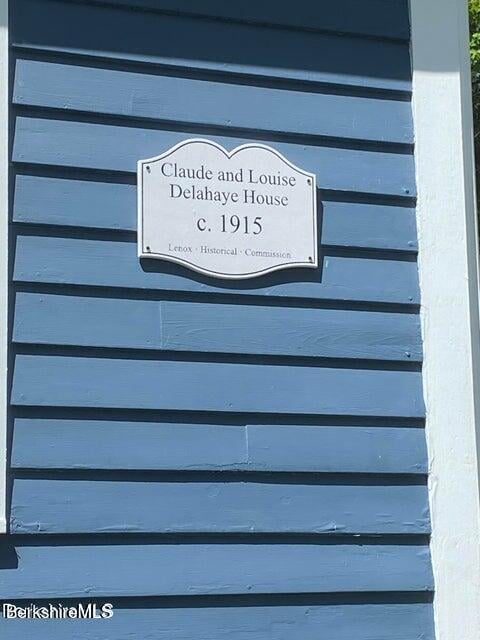 Claude and Louise
Delahaye House
c. 1915
Lenox · Historical · Commission
BerkshireMLS